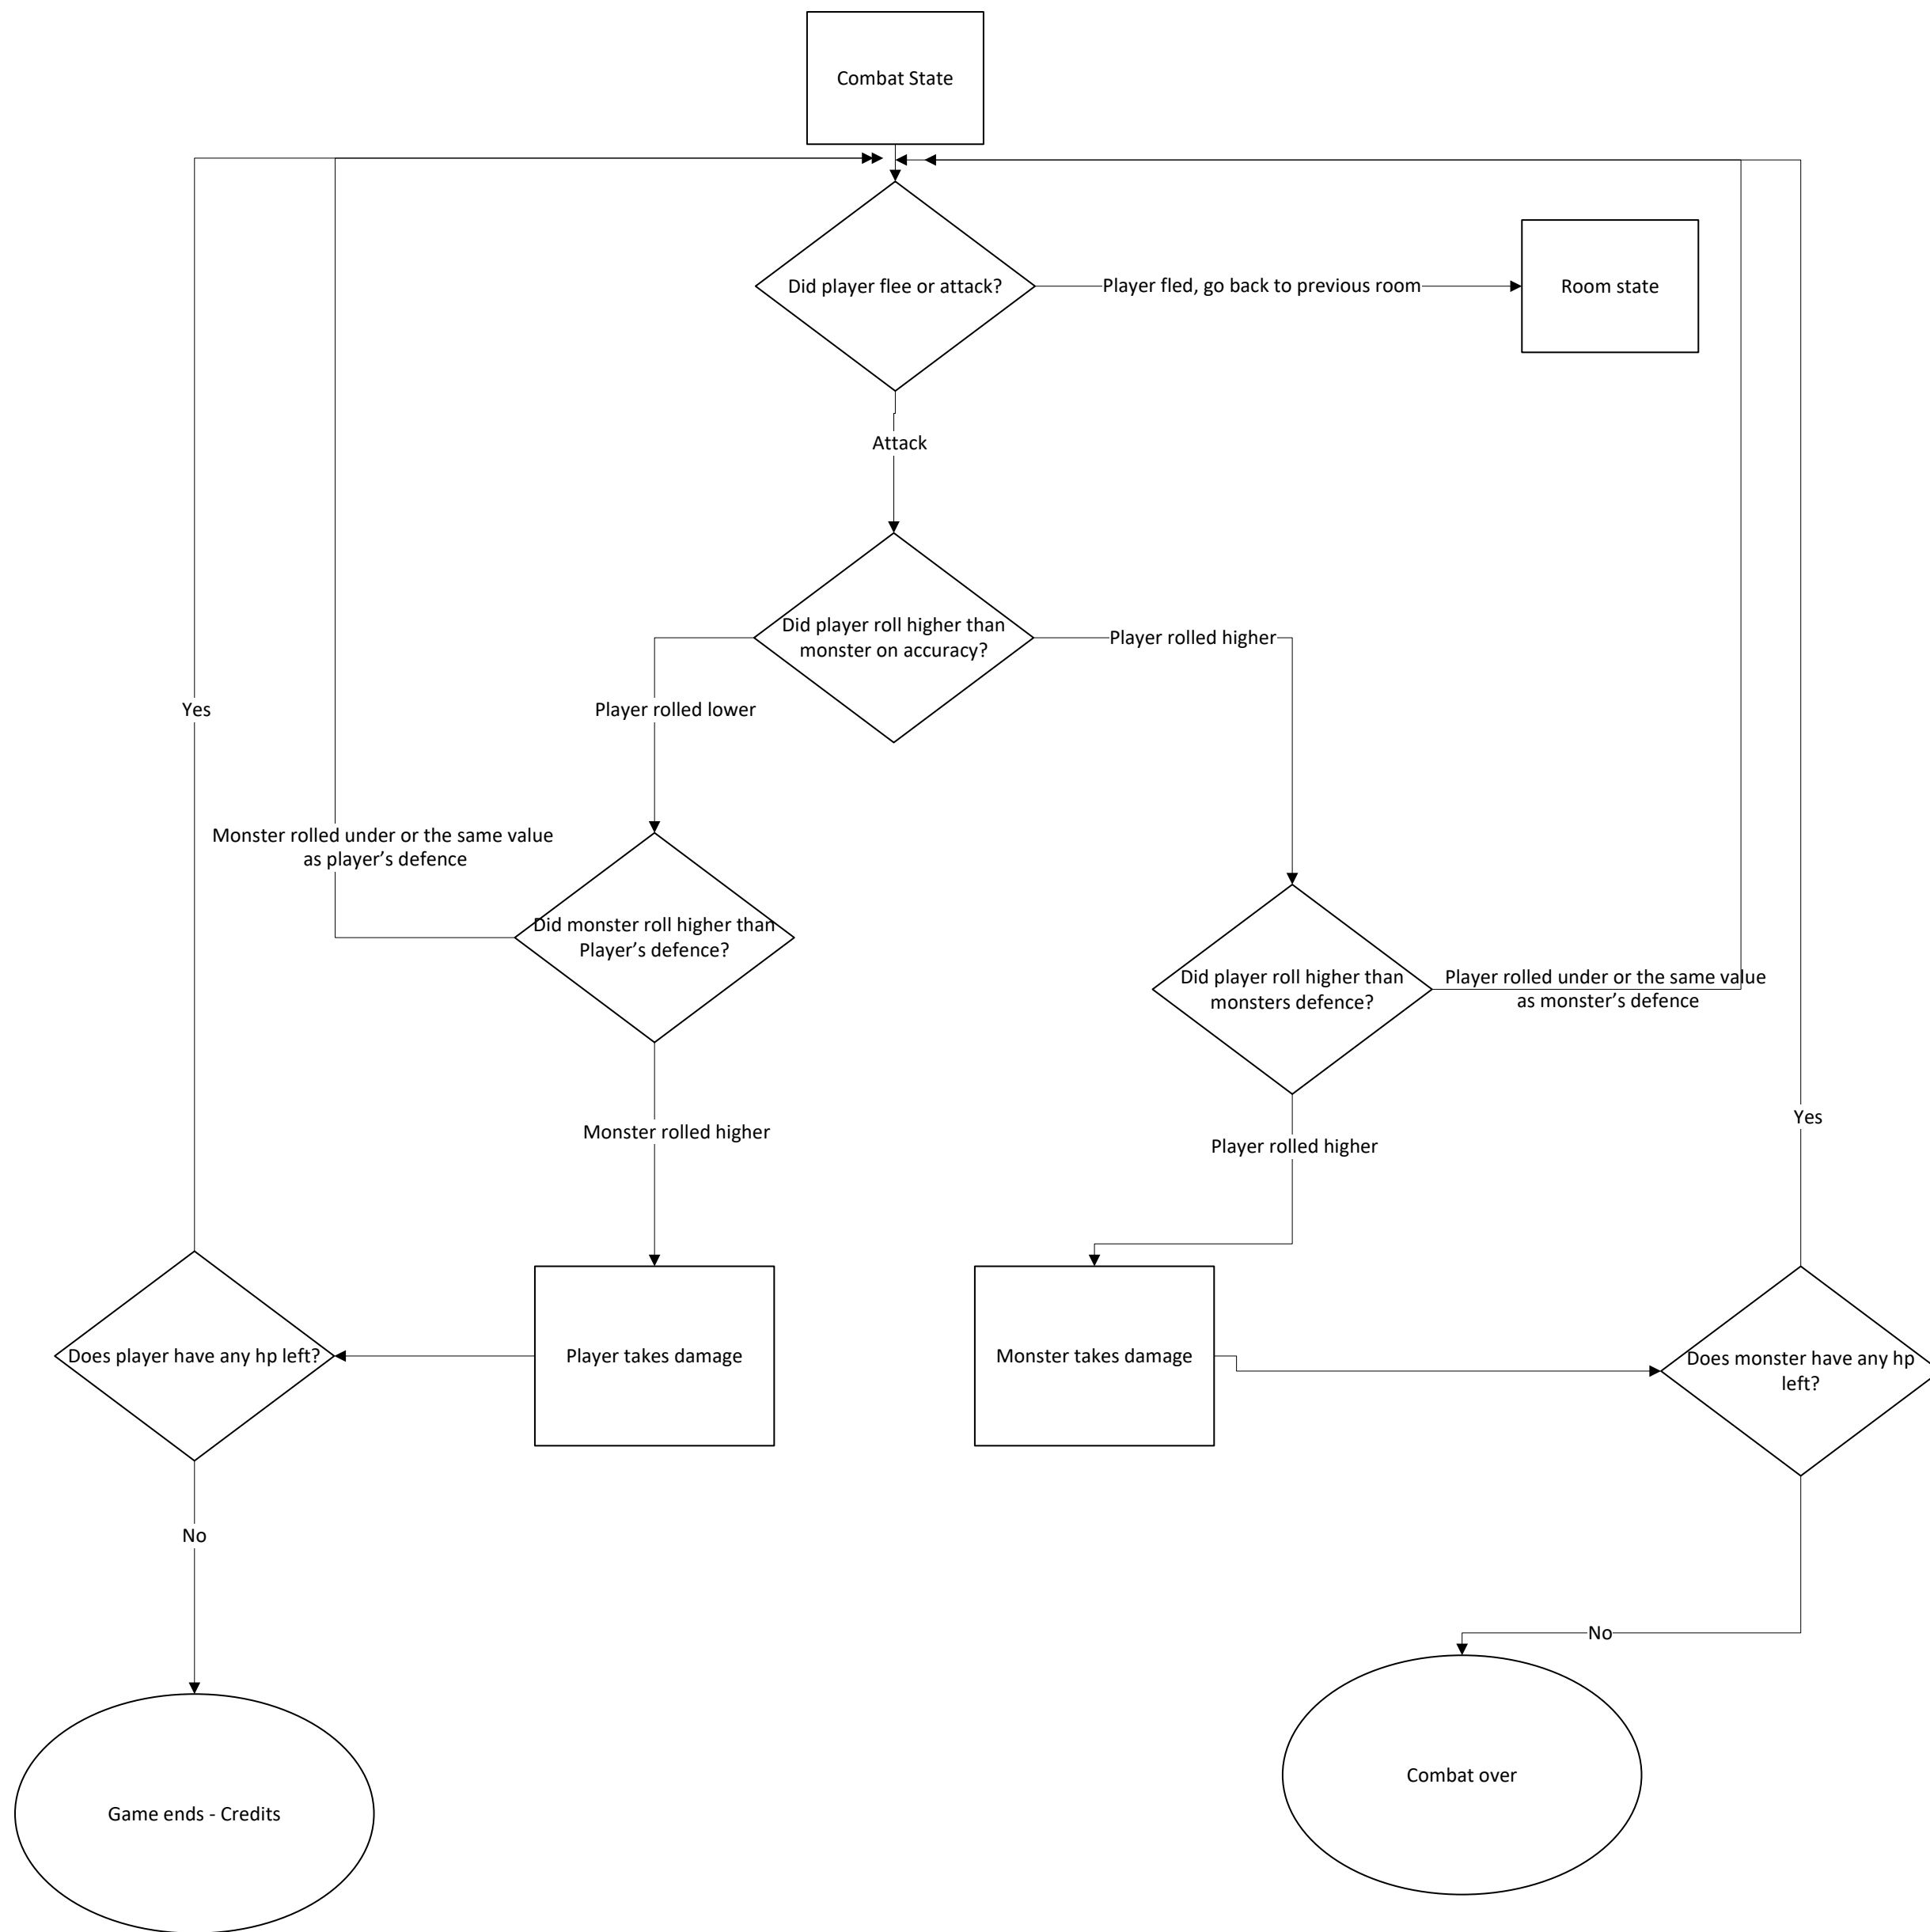 Combat State
Did player flee or attack?
Player fled, go back to previous room
Room state
Attack
Did player roll higher than
monster on accuracy?
Player rolled higher
Yes
Player rolled lower
Monster rolled under or the same value
as player’s defence
Did monster roll higher than
Player’s defence?
Did player roll higher than
monsters defence?
Player rolled under or the same value
as monster’s defence
Monster rolled higher
Player rolled higher
Yes
Does player have any hp left?
Player takes damage
Monster takes damage
Does monster have any hp
left?
No
No
Game ends - Credits
Combat over